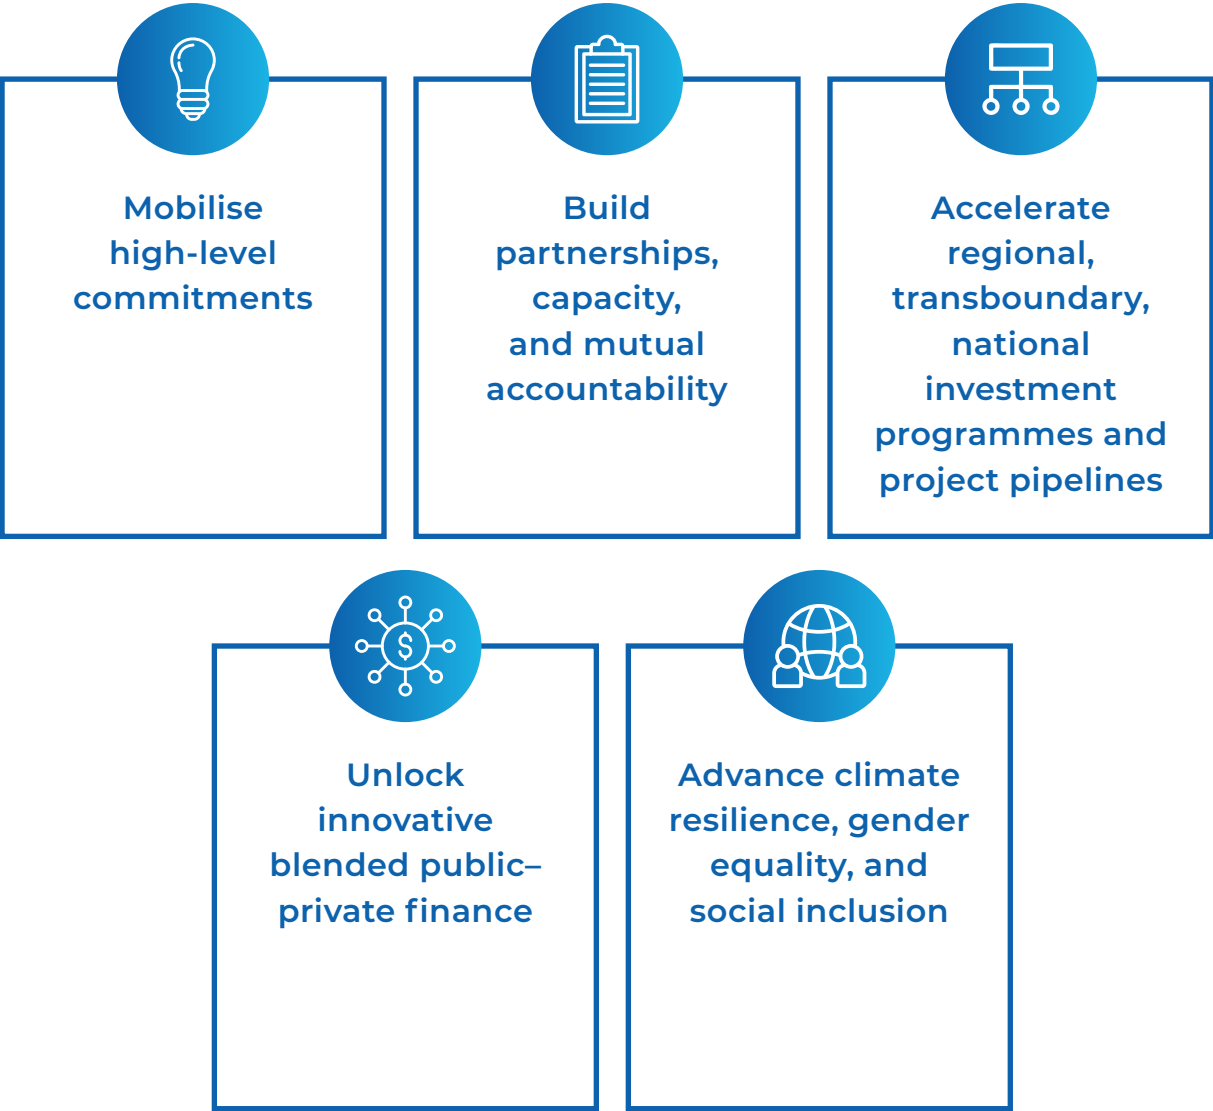 Mobilise
high-level
commitments
Build
partnerships,
capacity,
and mutual
accountability
Accelerate
regional,
transboundary,
national
investment
programmes and
project pipelines
$
Unlock
innovative
blended public–
private finance
Advance climate
resilience, gender
equality, and
social inclusion